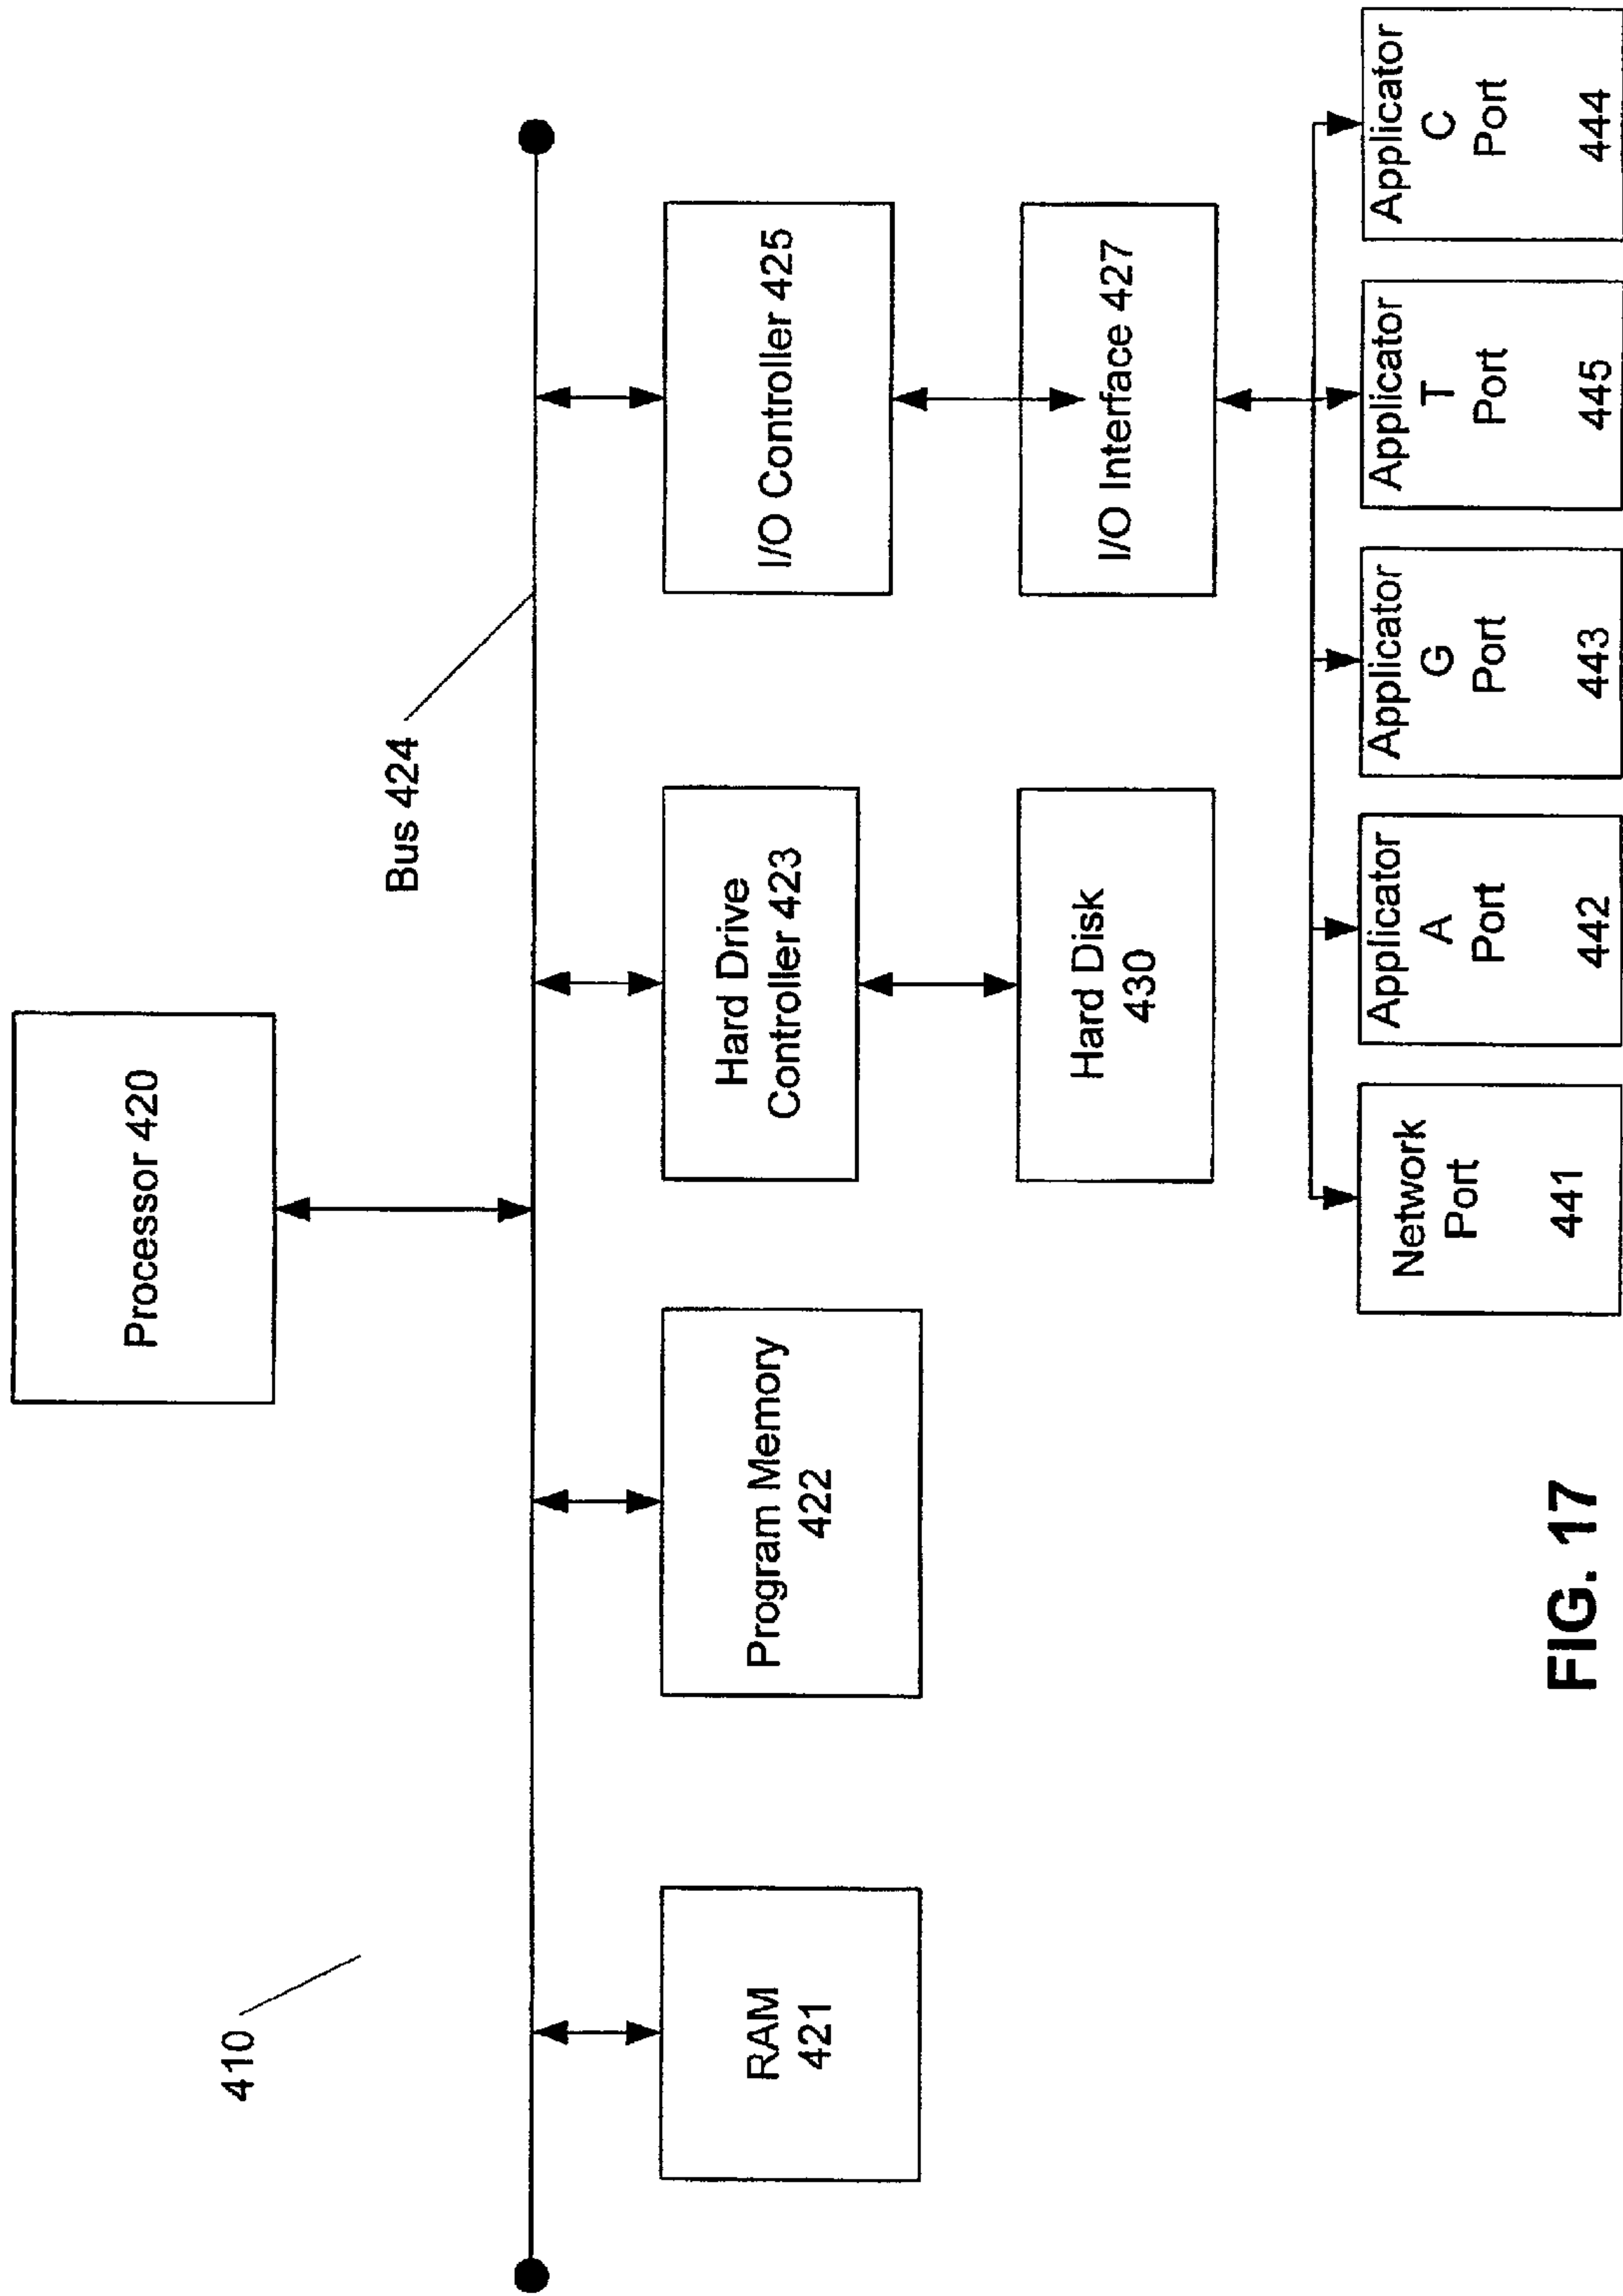 410
Processor 420
Bus 424
RAM
421
Program Memory
422
Hard Drive
Controller 423
I/O Controller 425
Hard Disk
430
I/O Interface 427
Network
Port
441
Applicator
A
Port
442
Applicator
G
Port
443
Applicator
T
Port
445
Applicator
C
Port
444
FIG. 17